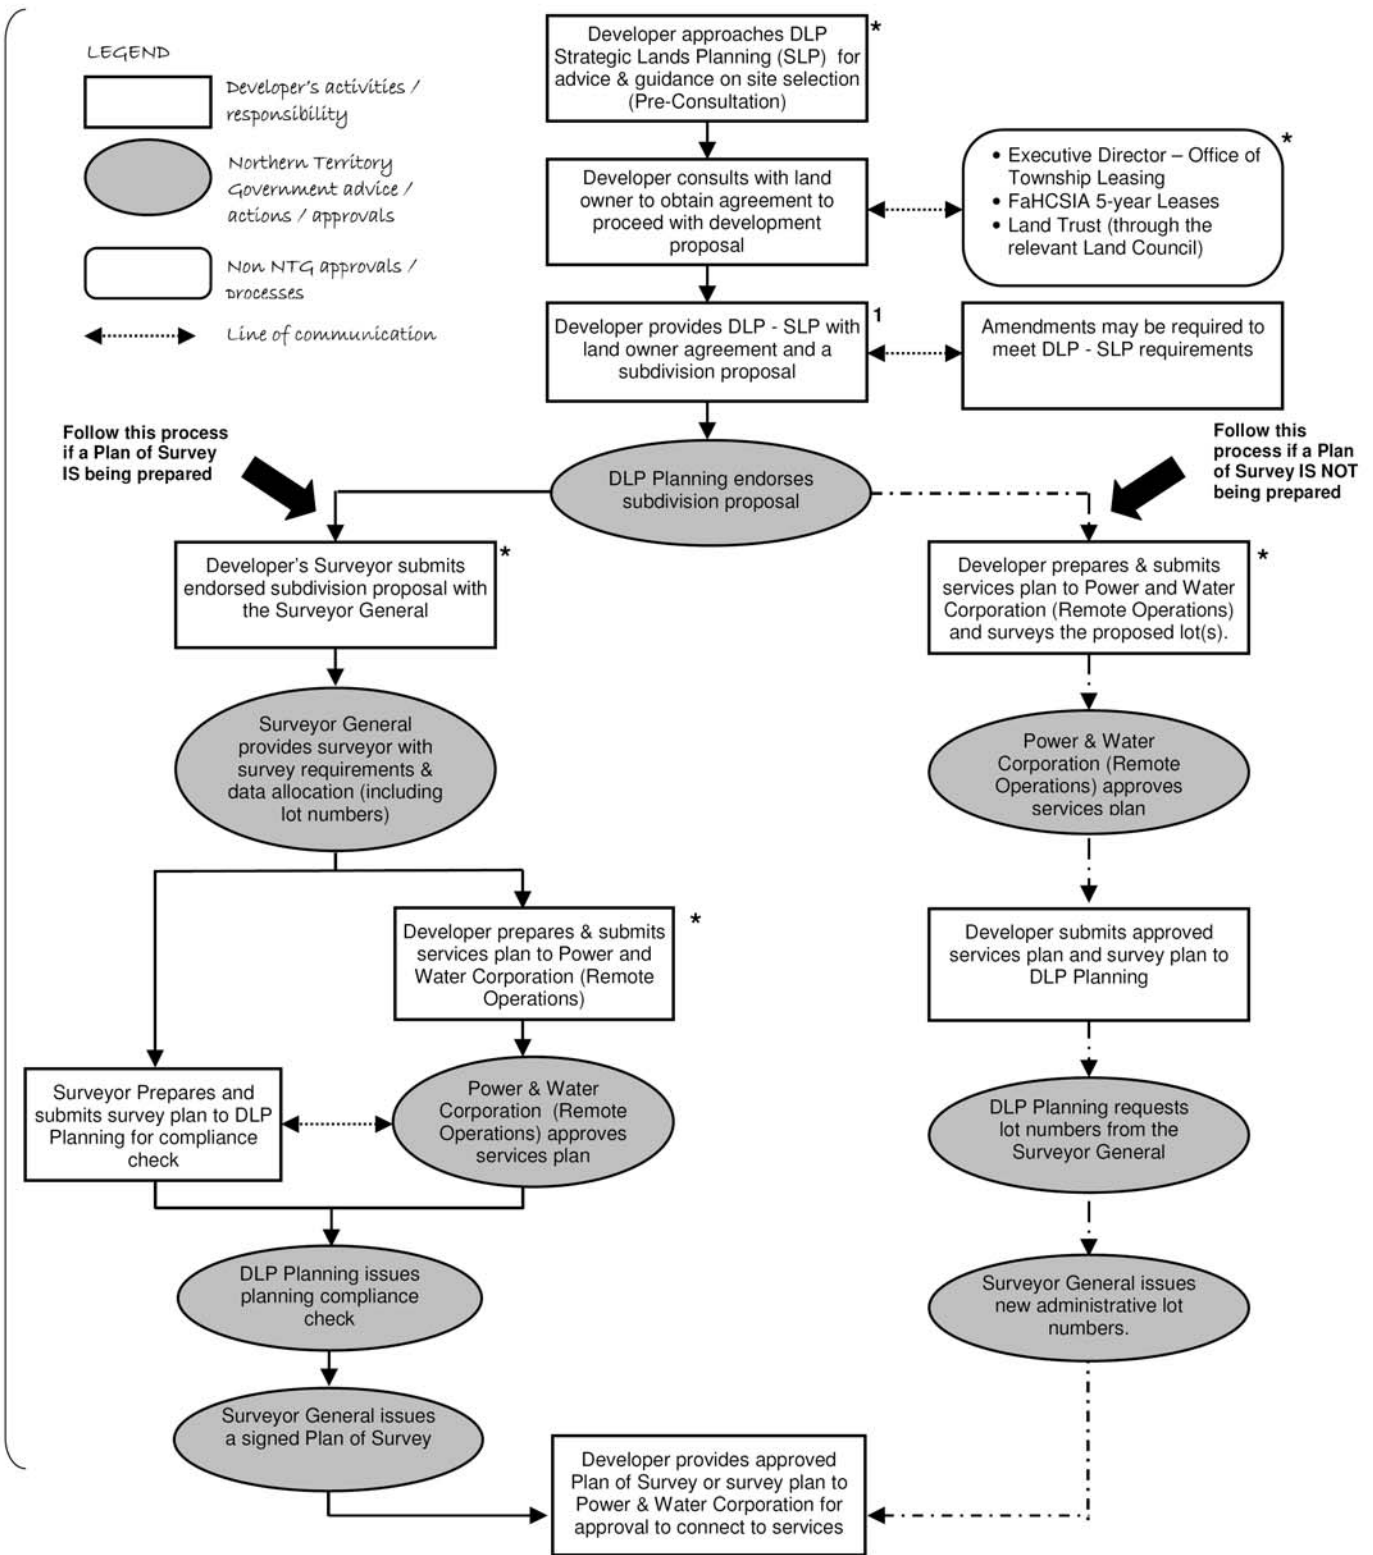 LEGEND
Developer's activities /
responsibility
Northern Territory
Government advice /
actions / approvals
Non NTG approvals /
processes
Line of communication
Developer approaches DLP
Strategic Lands Planning (SLP) for
advice & guidance on site selection
(Pre-Consultation)
*
Developer consults with land
owner to obtain agreement to
proceed with development
proposal
• Executive Director – Office of
Township Leasing
• FaHCSIA 5-year Leases
• Land Trust (through the
relevant Land Council)
*
Developer provides DLP - SLP with
land owner agreement and a
subdivision proposal
1
Amendments may be required to
meet DLP - SLP requirements
Follow this process
if a Plan of Survey
IS being prepared
DLP Planning endorses
subdivision proposal
Follow this
process if a Plan
of Survey IS NOT
being prepared
Developer's Surveyor submits
endorsed subdivision proposal with
the Surveyor General
*
Surveyor General
provides surveyor with
survey requirements &
data allocation (including
lot numbers)
Developer prepares & submits
services plan to Power and
Water Corporation (Remote
Operations)
*
Surveyor Prepares and
submits survey plan to DLP
Planning for compliance
check
Power & Water
Corporation (Remote
Operations) approves
services plan
DLP Planning issues
planning compliance
check
Surveyor General issues
a signed Plan of Survey
Developer prepares & submits
services plan to Power and Water
Corporation (Remote Operations)
and surveys the proposed lot(s).
*
Power & Water
Corporation (Remote
Operations) approves
services plan
Developer submits approved
services plan and survey plan to
DLP Planning
DLP Planning requests
lot numbers from the
Surveyor General
Surveyor General issues
new administrative lot
numbers.
Developer provides approved
Plan of Survey or survey plan to
Power & Water Corporation for
approval to connect to services